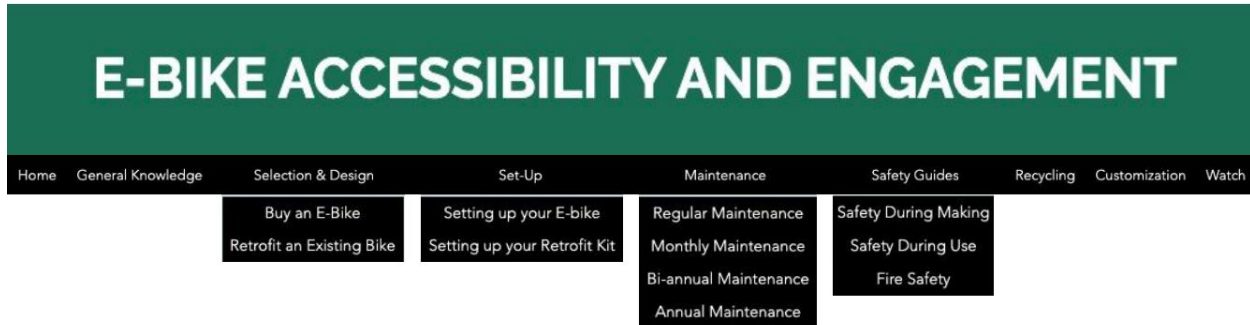 E-BIKE ACCESSIBILITY AND ENGAGEMENT
Home General Knowledge Selection & Design Set-Up Maintenance Safety Guides Recycling Customization Watch
Buy an E-Bike Setting up your E-bike Regular Maintenance Safety During Making
Retrofit an Existing Bike Setting up your Retrofit Kit Monthly Maintenance Safety During Use
Bi-annual Maintenance Fire Safety
Annual Maintenance